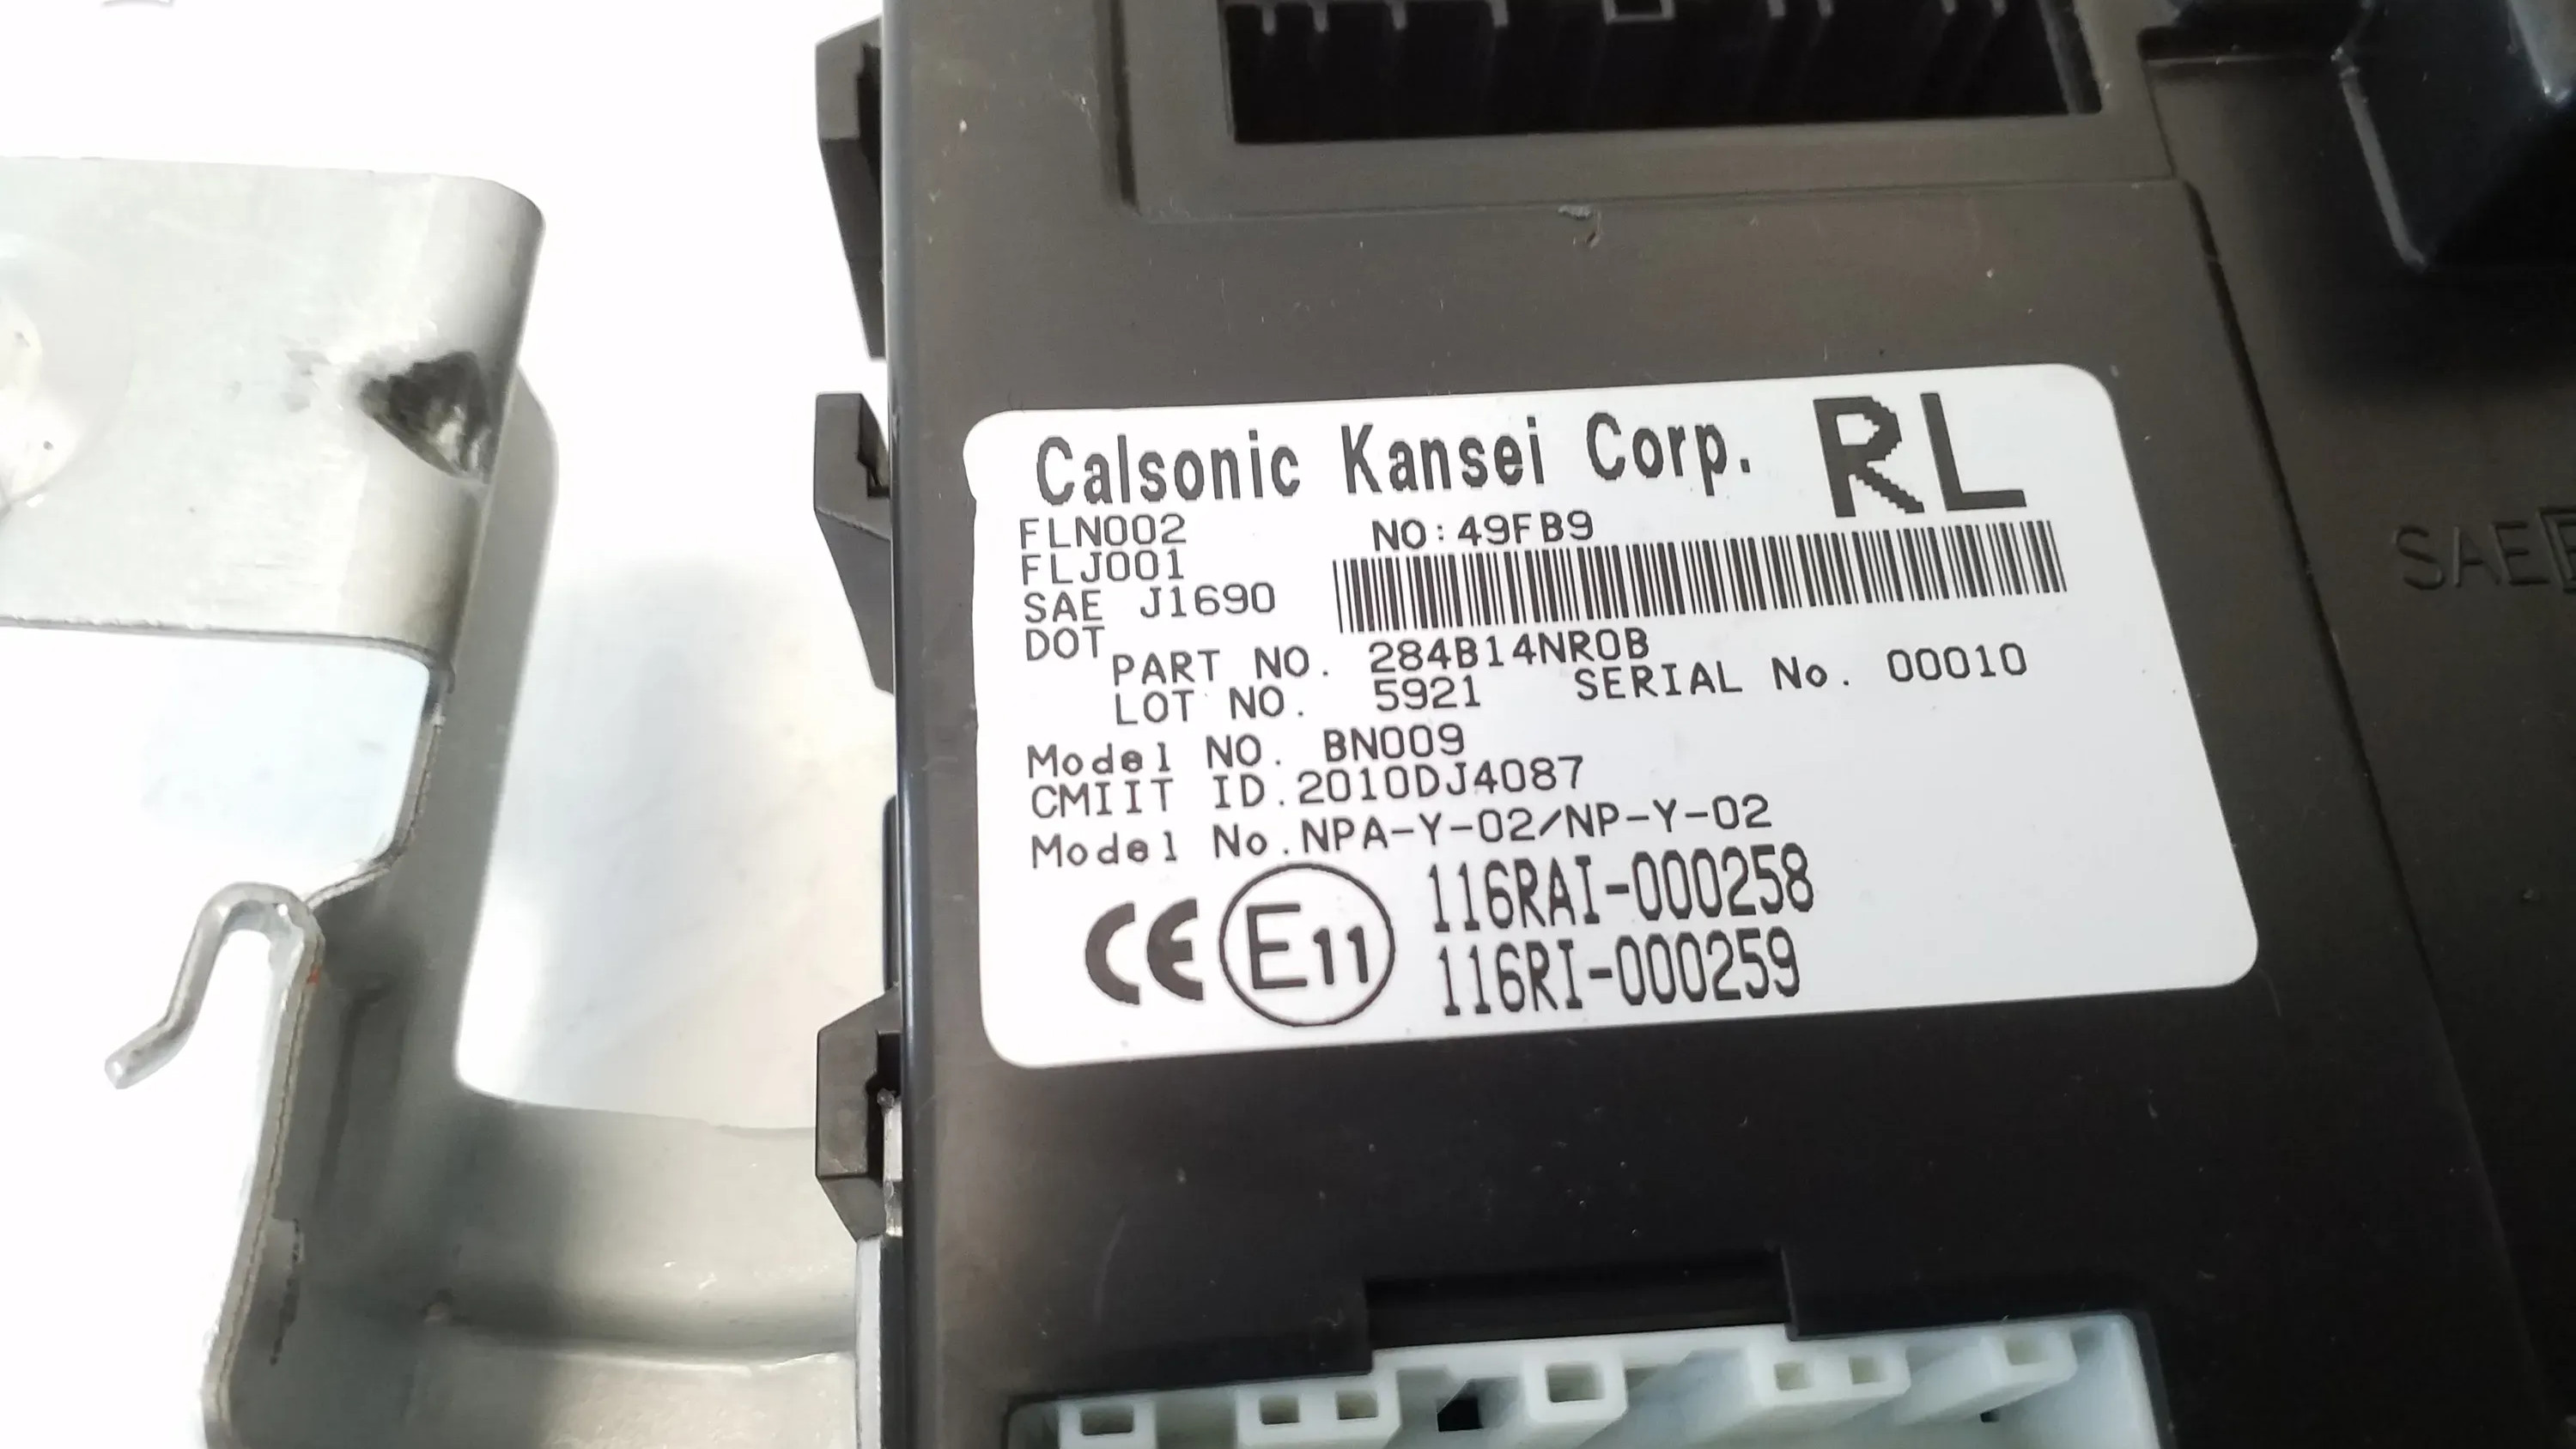 Calsonic Kansei Corp. RL
FLN002 NO:49FB9
FLJ001
SAE J1690
DOT
PART NO. 284B14NR0B
LOT NO. 5921 SERIAL No. 00010
Model NO. BN009
CMIIT ID.2010DJ4087
Model No.NPA-Y-02/NP-Y-02
CE E11 116RAI-000258
116RI-000259
SAE